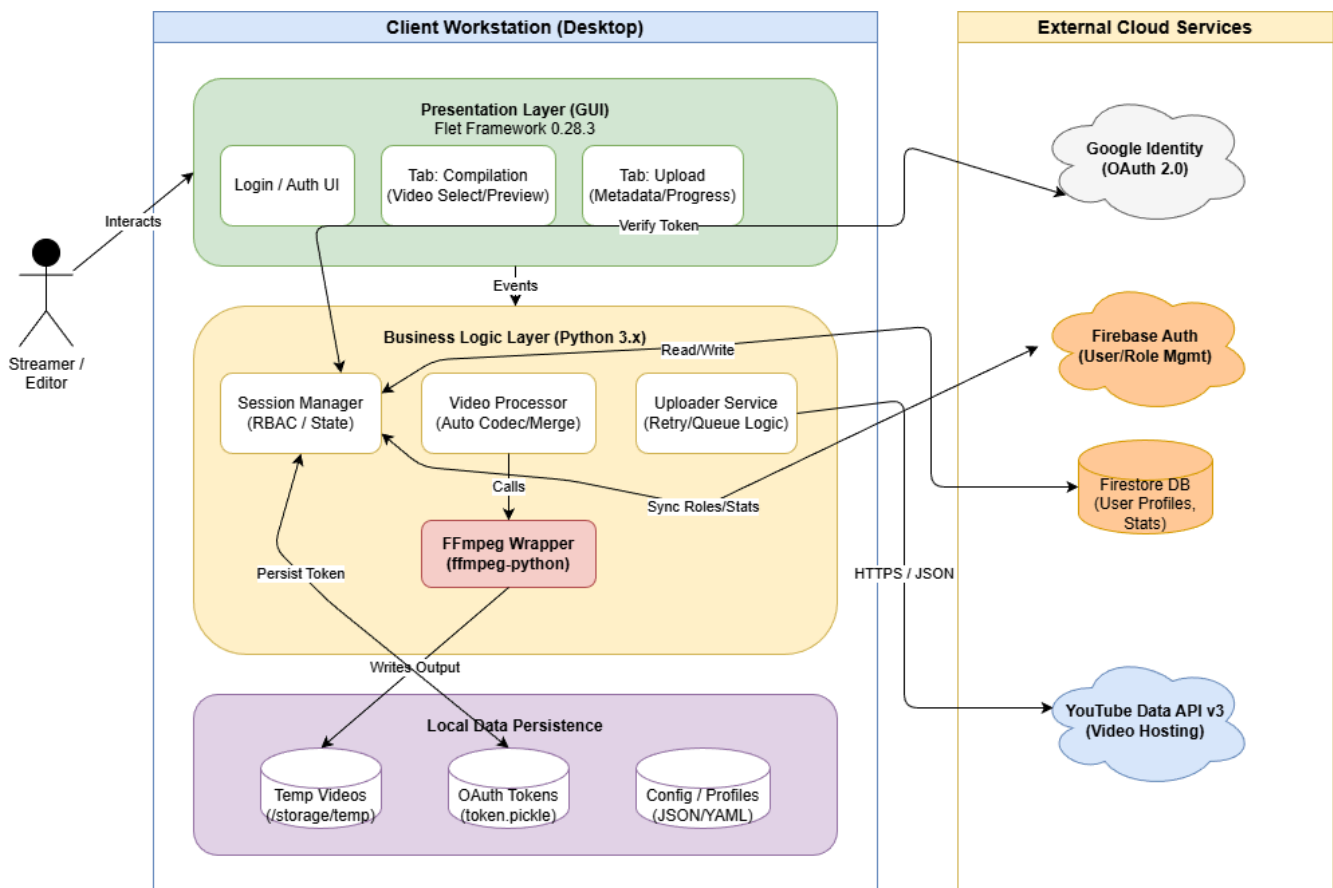 Client Workstation (Desktop)
External Cloud Services
Presentation Layer (GUI)
Flet Framework 0.28.3
Login / Auth UI
Tab: Compilation
(Video Select/Preview)
Tab: Upload
(Metadata/Progress)
Verify Token
Google Identity
(OAuth 2.0)
Interacts
Streamer /
Editor
Events
Business Logic Layer (Python 3.x)
Read/Write
Session Manager
(RBAC / State)
Video Processor
(Auto Codec/Merge)
Uploader Service
(Retry/Queue Logic)
Firebase Auth
(User/Role Mgmt)
Calls
Sync Roles/Stats
Firestore DB
(User Profiles,
Stats)
FFmpeg Wrapper
(ffmpeg-python)
Persist Token
HTTPS / JSON
Writes Output
Local Data Persistence
Temp Videos
(/storage/temp)
OAuth Tokens
(token.pickle)
Config / Profiles
(JSON/YAML)
YouTube Data API v3
(Video Hosting)